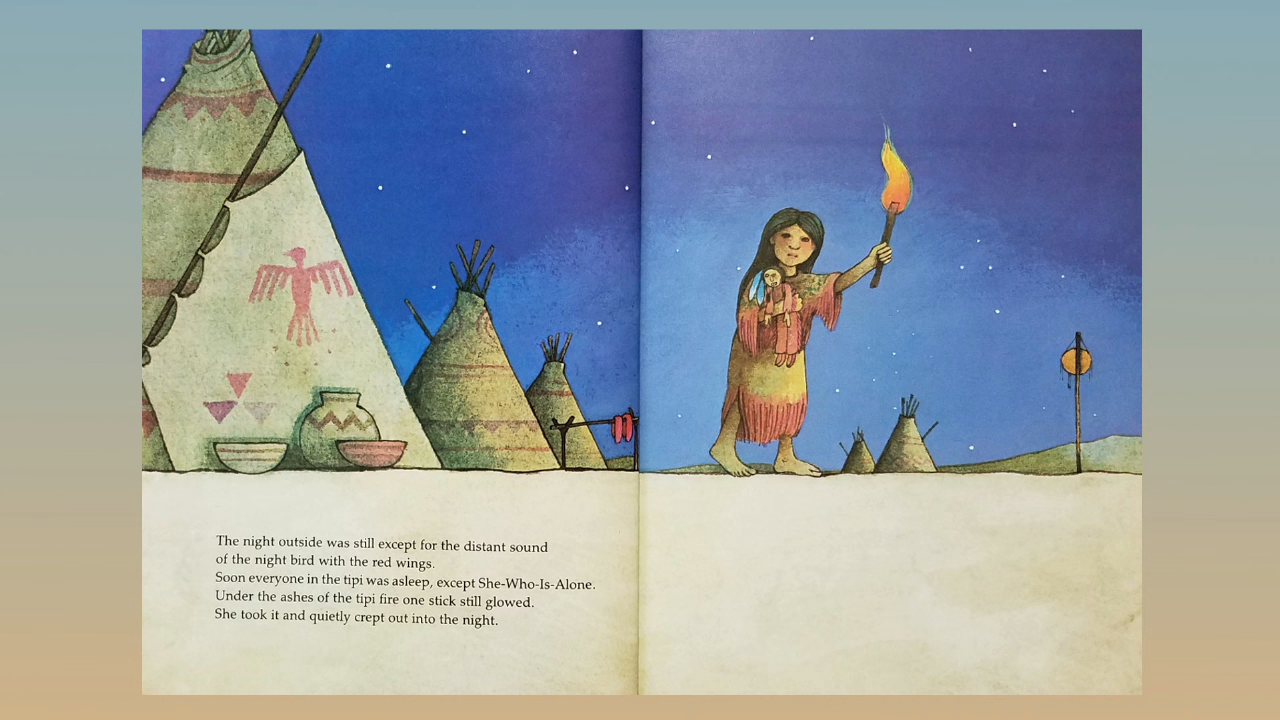 The night outside was still except for the distant sound
of the night bird with the red wings.
Soon everyone in the tipi was asleep, except She-Who-Is-Alone.
Under the ashes of the tipi fire one stick still glowed.
She took it and quietly crept out into the night.